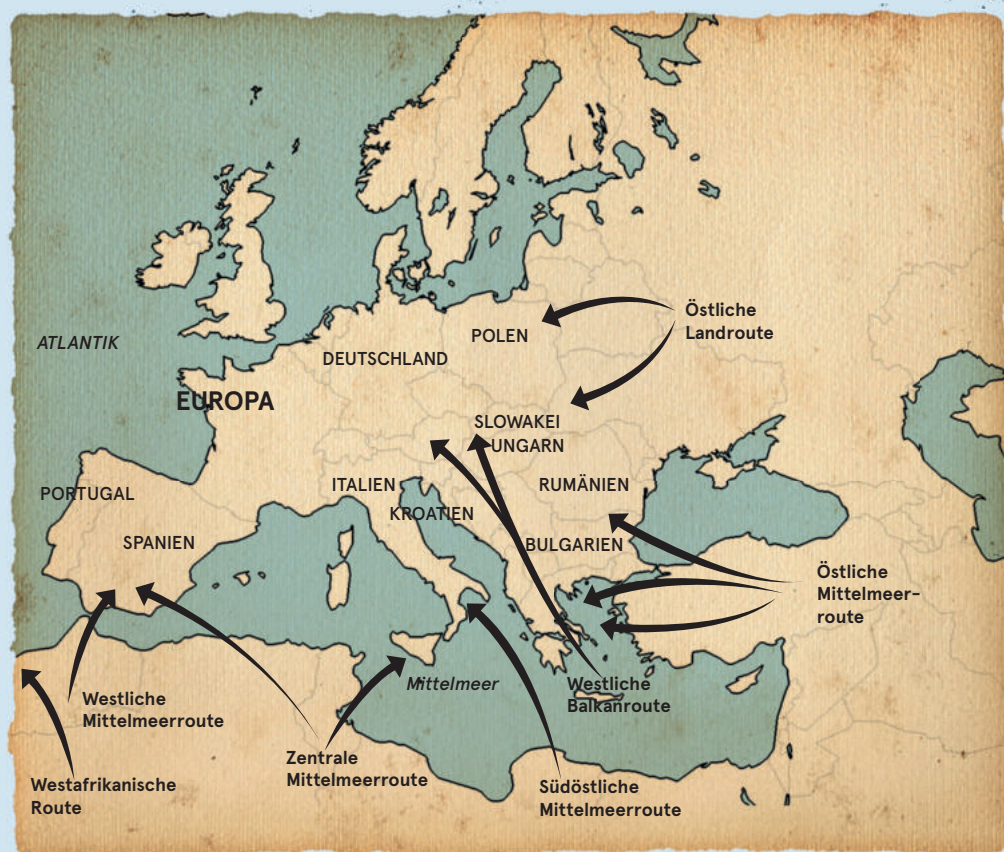 Östliche
Landroute
POLEN
ATLANTIK
DEUTSCHLAND
EUROPA
SLOWAKEI
UNGARN
ITALIEN
RUMÄNIEN
PORTUGAL
KROATIEN
SPANIEN
BULGARIEN
Östliche
Mittelmeer-
route
Mittelmeer
Westliche
Balkanroute
Westliche
Mittelmeerroute
Zentrale
Mittelmeerroute
Westafrikanische
Route
Südöstliche
Mittelmeerroute